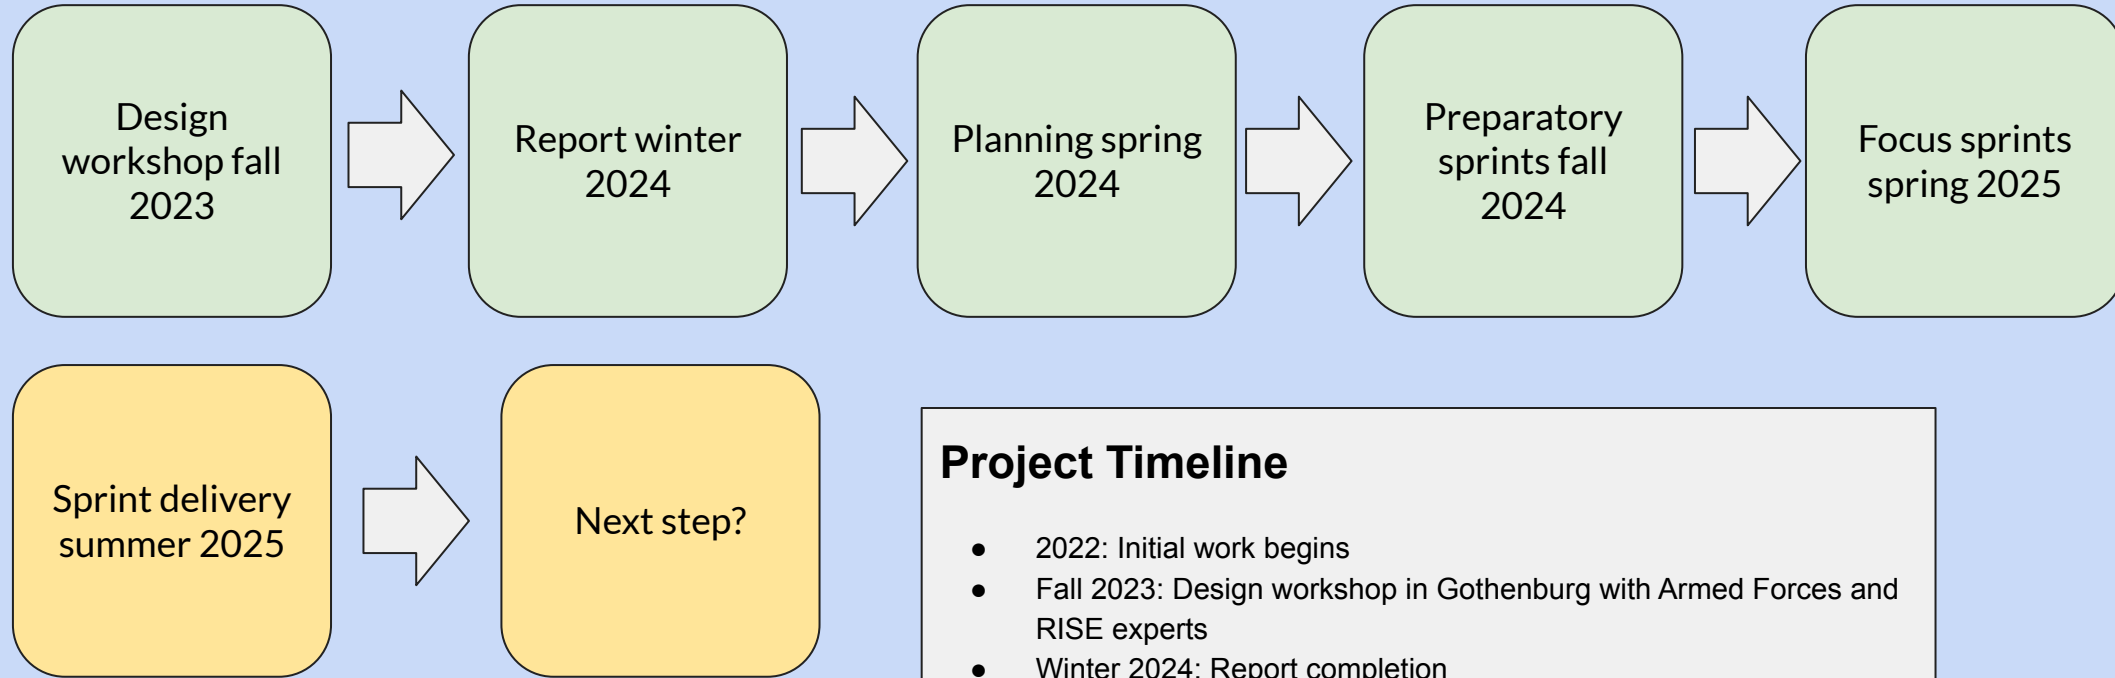 Design
workshop fall
2023
Report winter
2024
Planning spring
2024
Preparatory
sprints fall
2024
Focus sprints
spring 2025
Sprint delivery
summer 2025
Next step?
Project Timeline
● 2022: Initial work begins
● Fall 2023: Design workshop in Gothenburg with Armed Forces and
RISE experts
● Winter 2024: Report completion